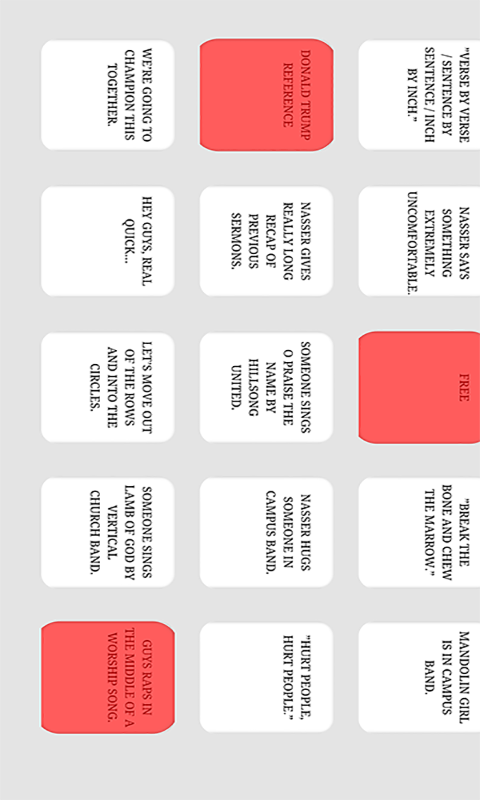 "VERSE BY VERSE
/ SENTENCE BY
SENTENCE / INCH
BY INCH."
NASSER SAYS
SOMETHING
EXTREMELY
UNCOMFORTABLE.
FREE
"BREAK THE
BONE AND CHEW
THE MARROW."
MANDOLIN GIRL
IS IN CAMPUS
BAND.
DONALD TRUMP
REFERENCE
NASSER GIVES
REALLY LONG
RECAP OF
PREVIOUS
SERMONS.
SOMEONE SINGS
O PRAISE THE
NAME BY
HILLSONG
UNITED.
NASSER HUGS
SOMEONE IN
CAMPUS BAND.
"HURT PEOPLE,
HURT PEOPLE."
WE'RE GOING TO
CHAMPION THIS
TOGETHER.
HEY GUYS, REAL
QUICK...
LET'S MOVE OUT
OF THE ROWS
AND INTO THE
CIRCLES.
SOMEONE SINGS
LAMB OF GOD BY
VERTICAL
CHURCH BAND.
GUYS RAPS IN
THE MIDDLE OF A
WORSHIP SONG.